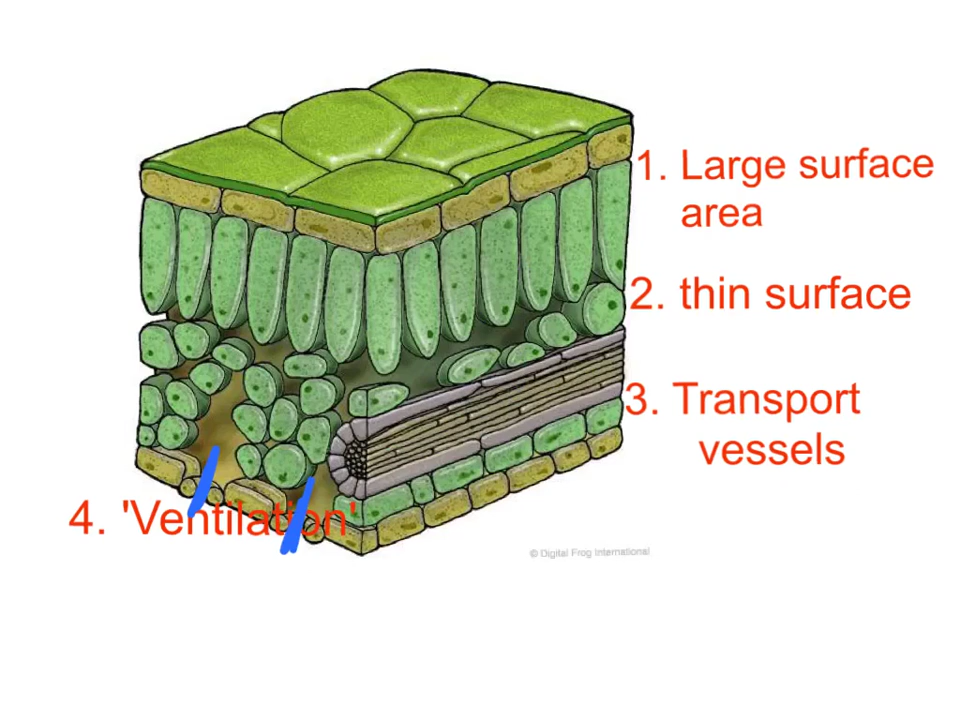 1. Large surface
area
2. thin surface
3. Transport
vessels
4. 'Ventilation'
© Digital Frog International